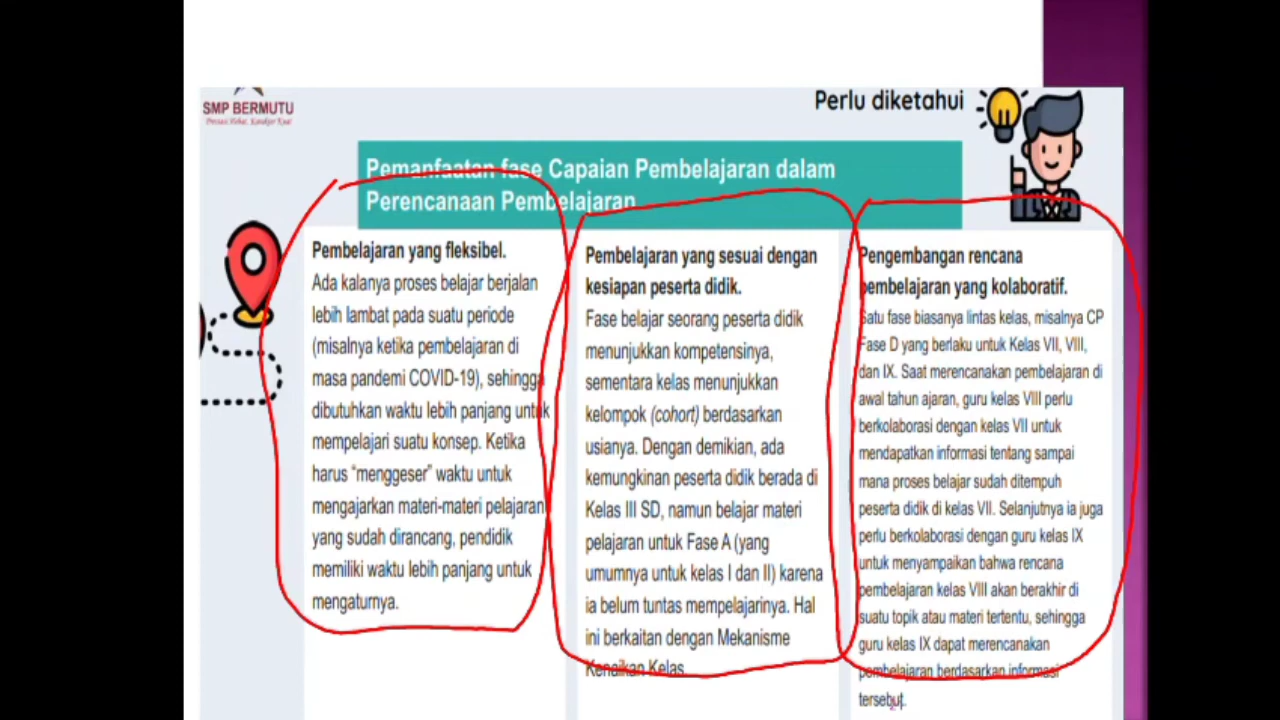 SMP BERMUTU
Perlu diketahui
Pemanfaatan fase Capaian Pembelajaran dalam
Perencanaan Pembelajaran
Pembelajaran yang fleksibel.
Ada kalanya proses belajar berjalan
lebih lambat pada suatu periode
(misalnya ketika pembelajaran di
masa pandemi COVID-19), sehingga
dibutuhkan waktu lebih panjang untuk
mempelajari suatu konsep. Ketika
harus “menggeser” waktu untuk
mengajarkan materi-materi pelajaran
yang sudah dirancang, pendidik
memiliki waktu lebih panjang untuk
mengaturnya.
Pembelajaran yang sesuai dengan
kesiapan peserta didik.
Fase belajar seorang peserta didik
menunjukkan kompetensinya,
sementara kelas menunjukkan
kelompok (cohort) berdasarkan
usianya. Dengan demikian, ada
kemungkinan peserta didik berada di
Kelas III SD, namun belajar materi
pelajaran untuk Fase A (yang
umumnya untuk kelas I dan II) karena
ia belum tuntas mempelajarinya. Hal
ini berkaitan dengan Mekanisme
Kenaikan Kelas
Pengembangan rencana
pembelajaran yang kolaboratif.
Satu fase biasanya lintas kelas, misalnya CP
Fase D yang berlaku untuk Kelas VII, VIII,
dan IX. Saat merencanakan pembelajaran di
awal tahun ajaran, guru kelas VIII perlu
berkolaborasi dengan kelas VII untuk
mendapatkan informasi tentang sampai
mana proses belajar sudah ditempuh
peserta didik di kelas VII. Selanjutnya ia juga
perlu berkolaborasi dengan guru kelas IX
untuk menyampaikan bahwa rencana
pembelajaran kelas VIII akan berakhir di
suatu topik atau materi tertentu, sehingga
guru kelas IX dapat merencanakan
pembelajaran berdasarkan informasi
tersebut.